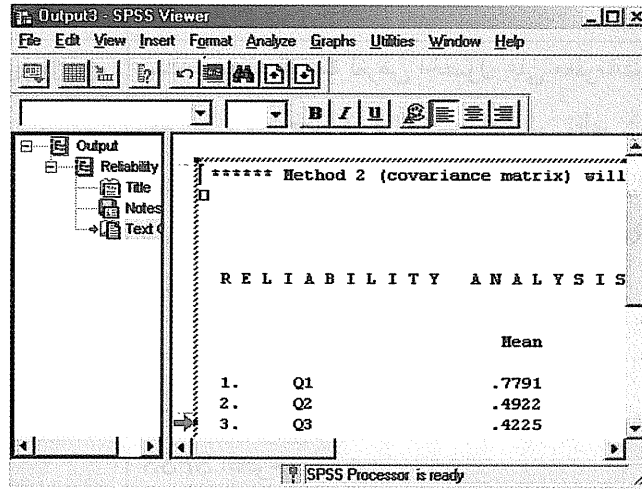 Output3 - SPSS Viewer
File Edit View Insert Format Analyze Graphs Utilities Window Help
B I U
Output
Reliability
Title
Notes
Text
****** Method 2 (covariance matrix) will
R E L I A B I L I T Y A N A L Y S I S
Mean
1. Q1 .7791
2. Q2 .4922
3. Q3 .4225
SPSS Processor is ready